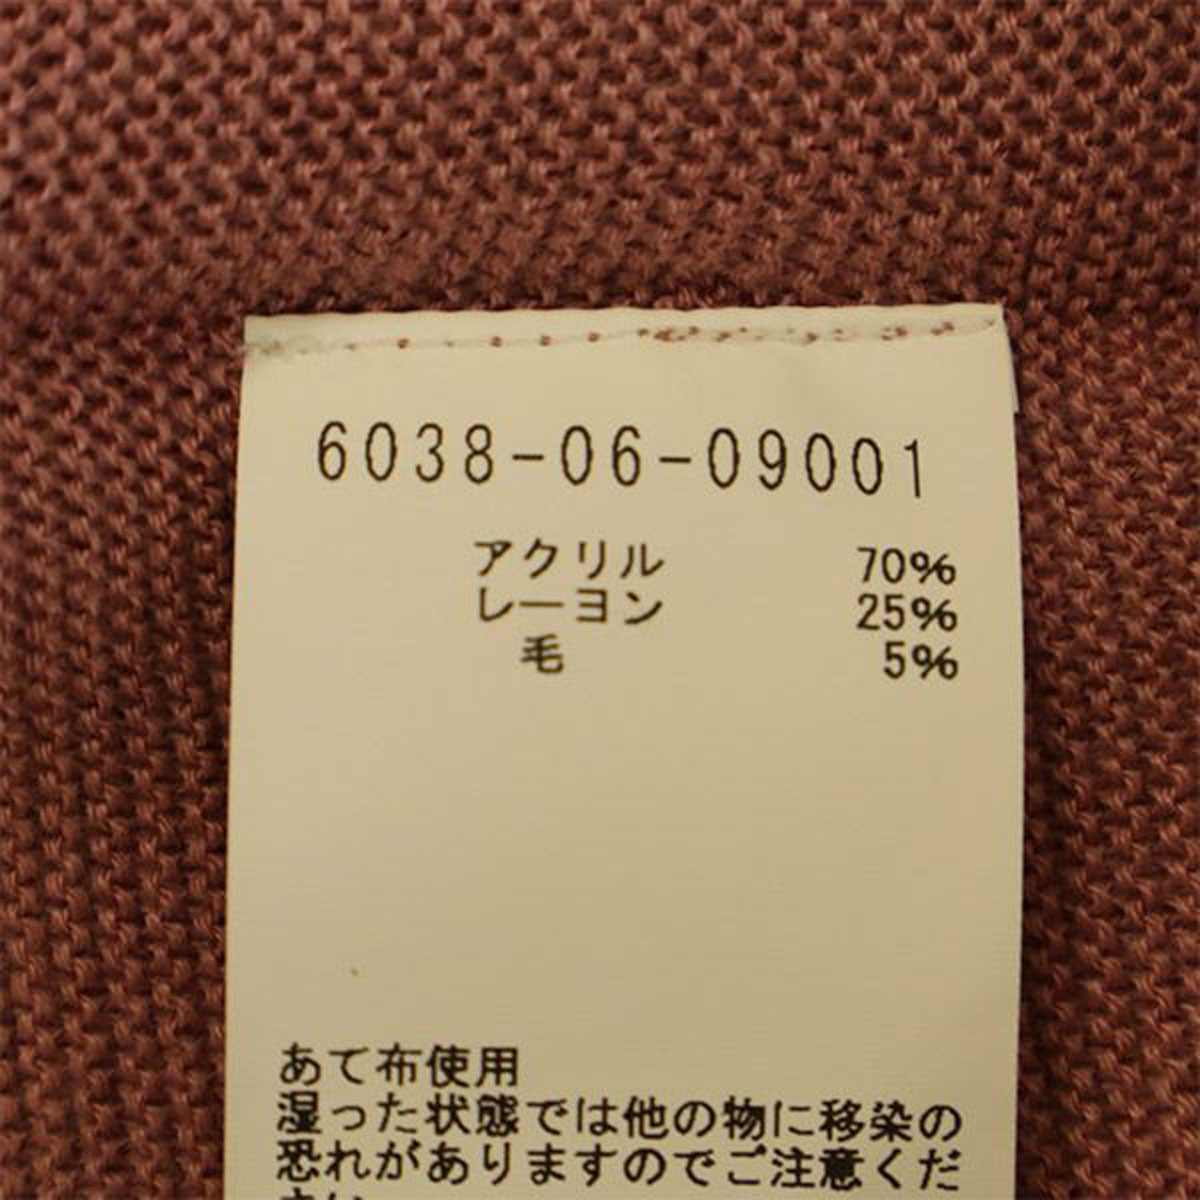 6038-06-09001
アクリル 70%
レーヨン 25%
毛 5%
あて布使用
湿った状態では他の物に移染の
恐れがありますのでご注意くだ
さい